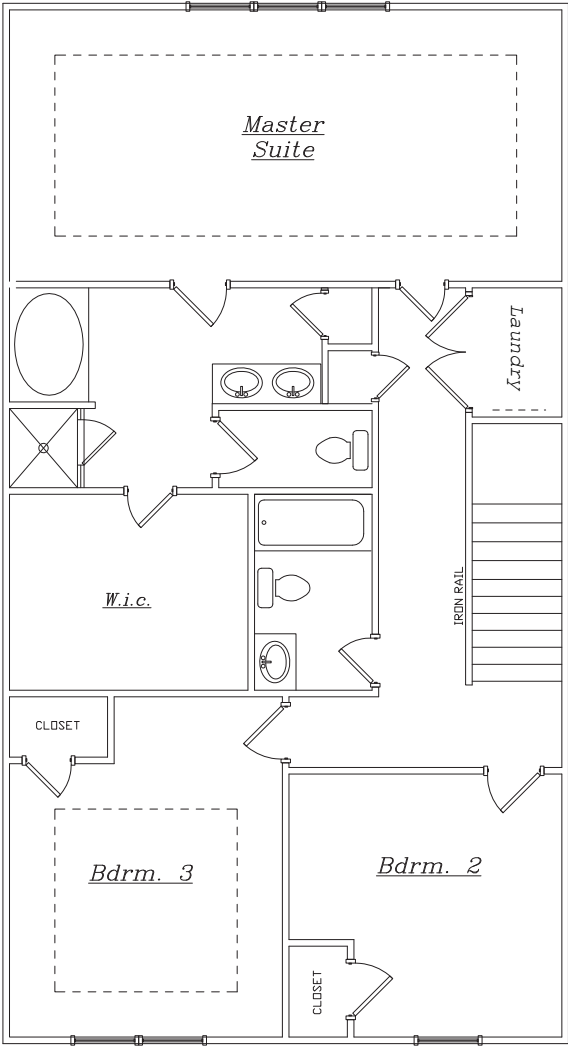 Master
Suite
Laundry
IRON RAIL
W.i.c.
CLOSET
Bdrm. 3
Bdrm. 2
CLOSET